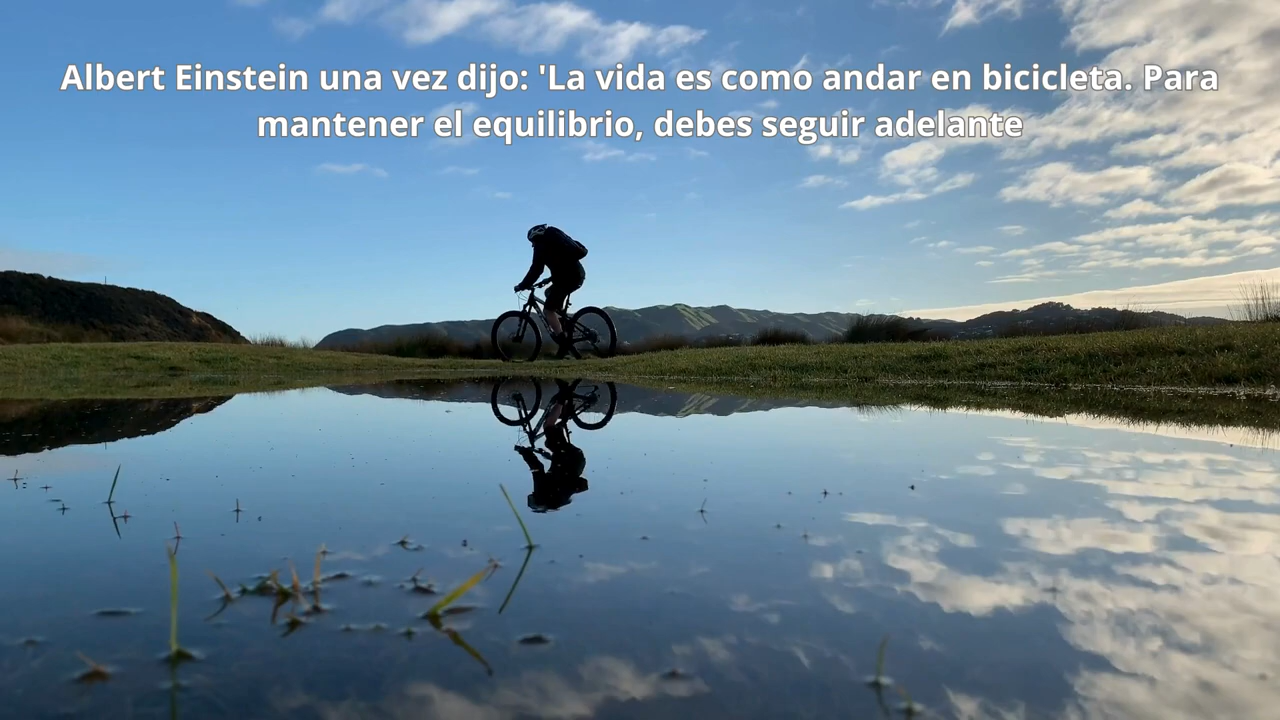 Albert Einstein una vez dijo: 'La vida es como andar en bicicleta. Para
mantener el equilibrio, debes seguir adelante